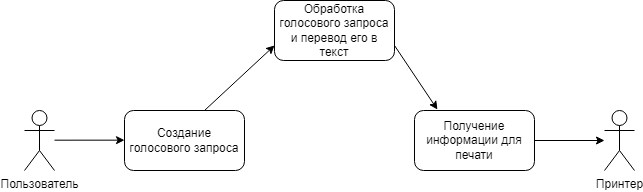 Обработка
голосового запроса
и перевод его в
текст
Создание
голосового запроса
Получение
информации для
печати
Пользователь
Принтер